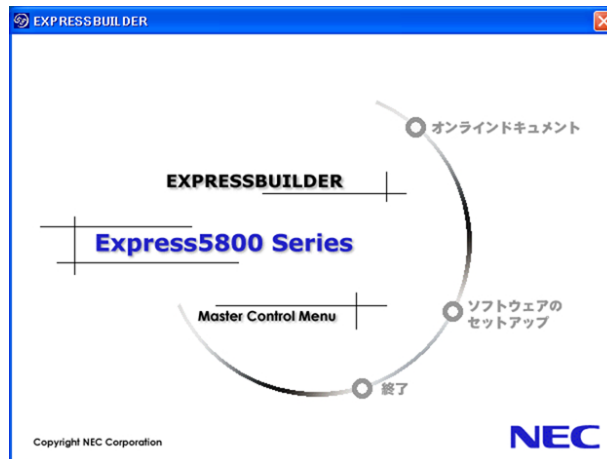 EXPRESSBUILDER
オンラインドキュメント
EXPRESSBUILDER
Express5800 Series
ソフトウェアの
セットアップ
Master Control Menu
終了
Copyright NEC Corporation
NEC